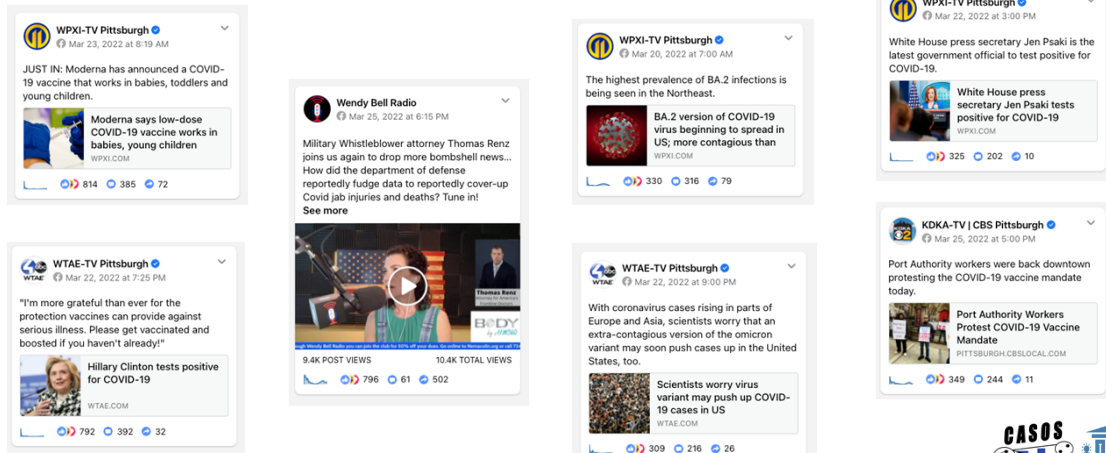 WPXI-TV Pittsburgh
Mar 23, 2022 at 8:19 AM
JUST IN: Moderna has announced a COVID-
19 vaccine that works in babies, toddlers and
young children.
Moderna says low-dose
COVID-19 vaccine works in
babies, young children
WPXI.COM
814 385 72
WTAE-TV Pittsburgh
Mar 22, 2022 at 7:25 PM
"I'm more grateful than ever for the
protection vaccines can provide against
serious illness. Please get vaccinated and
boosted if you haven't already!"
Hillary Clinton tests positive
for COVID-19
WTAE.COM
792 392 32
Wendy Bell Radio
Mar 25, 2022 at 6:15 PM
Military Whistleblower attorney Thomas Renz
joins us again to drop more bombshell news...
How did the department of defense
reportedly fudge data to reportedly cover-up
Covid jab injuries and deaths? Tune in!
See more
Thomas Renz
BODY
9.4K POST VIEWS 10.4K TOTAL VIEWS
796 61 502
WPXI-TV Pittsburgh
Mar 20, 2022 at 7:00 AM
The highest prevalence of BA.2 infections is
being seen in the Northeast.
BA.2 version of COVID-19
virus beginning to spread in
US; more contagious than
WPXI.COM
330 316 79
4 abc
WTAE
WTAE-TV Pittsburgh
Mar 22, 2022 at 9:00 PM
With coronavirus cases rising in parts of
Europe and Asia, scientists worry that an
extra-contagious version of the omicron
variant may soon push cases up in the United
States, too.
Scientists worry virus
variant may push up COVID-
19 cases in US
WTAE.COM
309 216 26
WPXI-TV Pittsburgh
Mar 22, 2022 at 3:00 PM
White House press secretary Jen Psaki is the
latest government official to test positive for
COVID-19.
White House press
secretary Jen Psaki tests
positive for COVID-19
WPXI.COM
325 202 10
KDKA-TV | CBS Pittsburgh
Mar 25, 2022 at 5:00 PM
Port Authority workers were back downtown
protesting the COVID-19 vaccine mandate
today.
Port Authority Workers
Protest COVID-19 Vaccine
Mandate
PITTSBURGH.CBSLOCAL.COM
349 244 11
CASOS